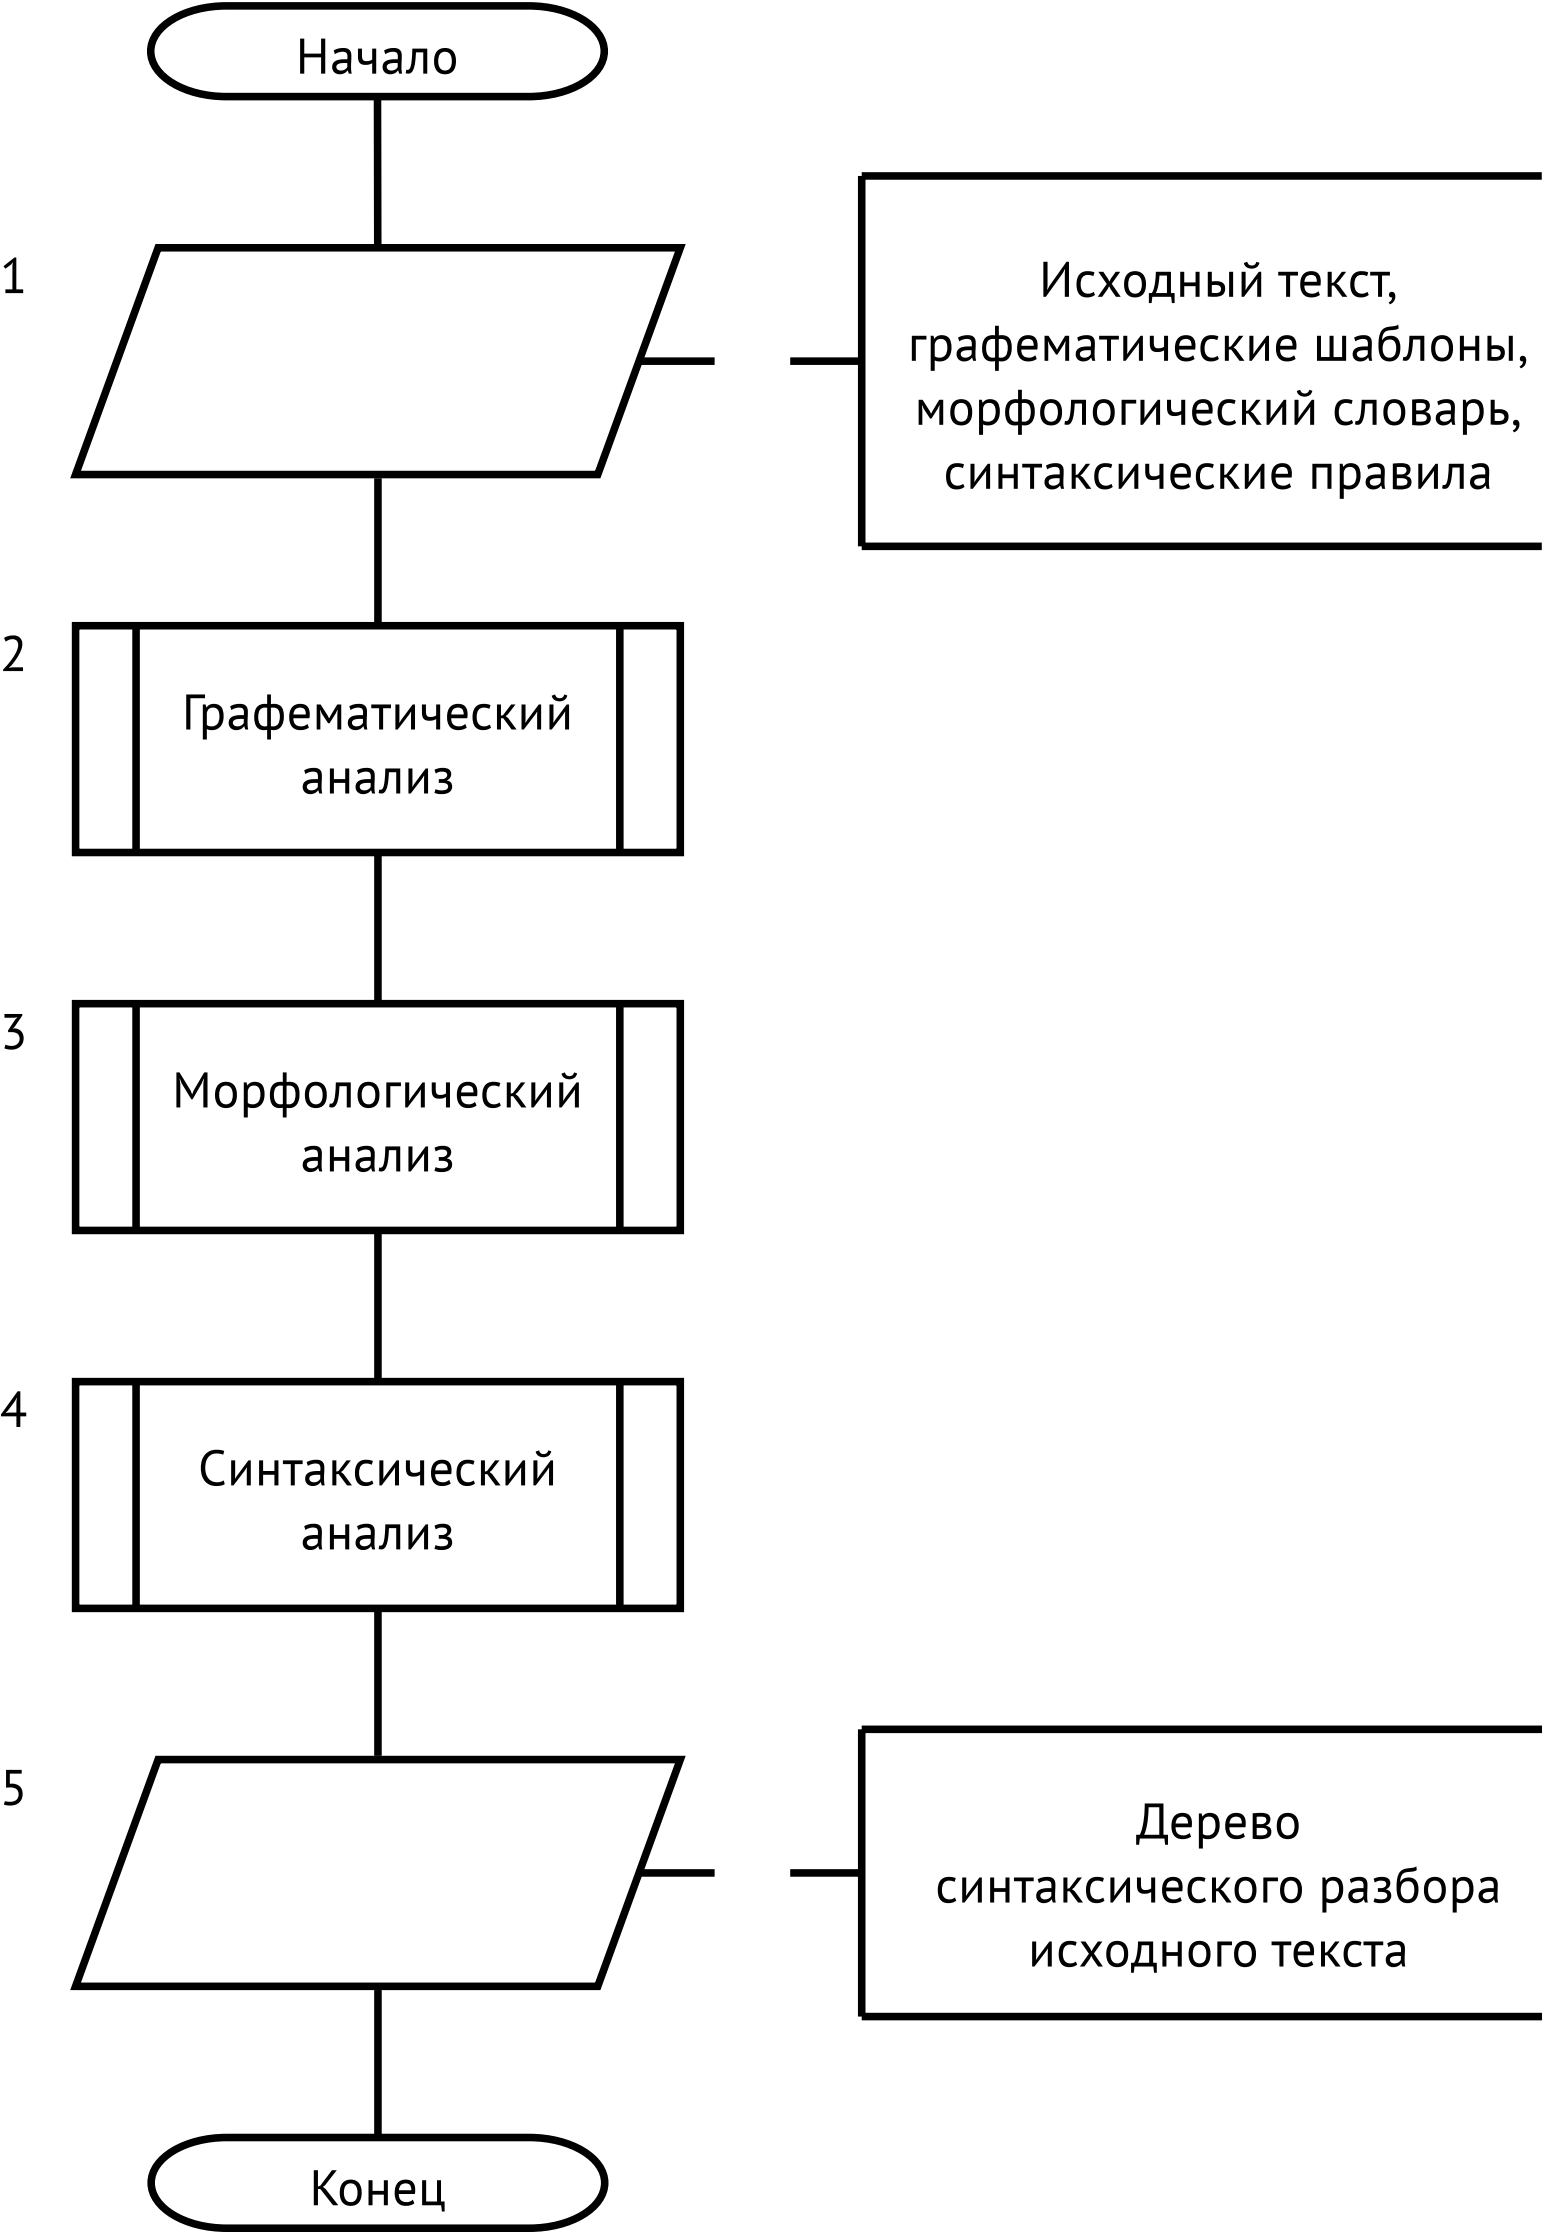 Начало
1
Исходный текст,
графематические шаблоны,
морфологический словарь,
синтаксические правила
2
Графематический
анализ
3
Морфологический
анализ
4
Синтаксический
анализ
5
Дерево
синтаксического разбора
исходного текста
Конец